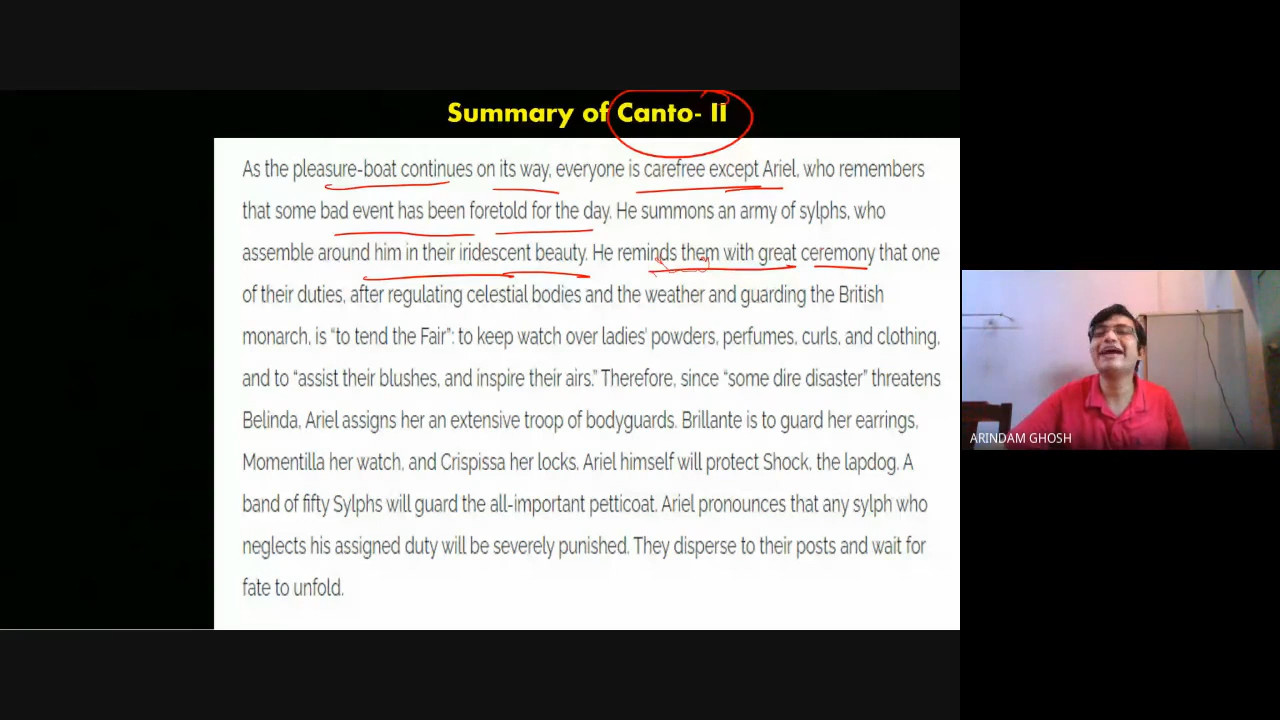 Summary of Canto- II
As the pleasure-boat continues on its way, everyone is carefree except Ariel, who remembers
that some bad event has been foretold for the day. He summons an army of sylphs, who
assemble around him in their iridescent beauty. He reminds them with great ceremony that one
of their duties, after regulating celestial bodies and the weather and guarding the British
monarch, is “to tend the Fair”: to keep watch over ladies' powders, perfumes, curls, and clothing,
and to “assist their blushes, and inspire their airs.” Therefore, since “some dire disaster” threatens
Belinda, Ariel assigns her an extensive troop of bodyguards. Brillante is to guard her earrings,
Momentilla her watch, and Crispissa her locks. Ariel himself will protect Shock, the lapdog. A
band of fifty Sylphs will guard the all-important petticoat. Ariel pronounces that any sylph who
neglects his assigned duty will be severely punished. They disperse to their posts and wait for
fate to unfold.
ARINDAM GHOSH